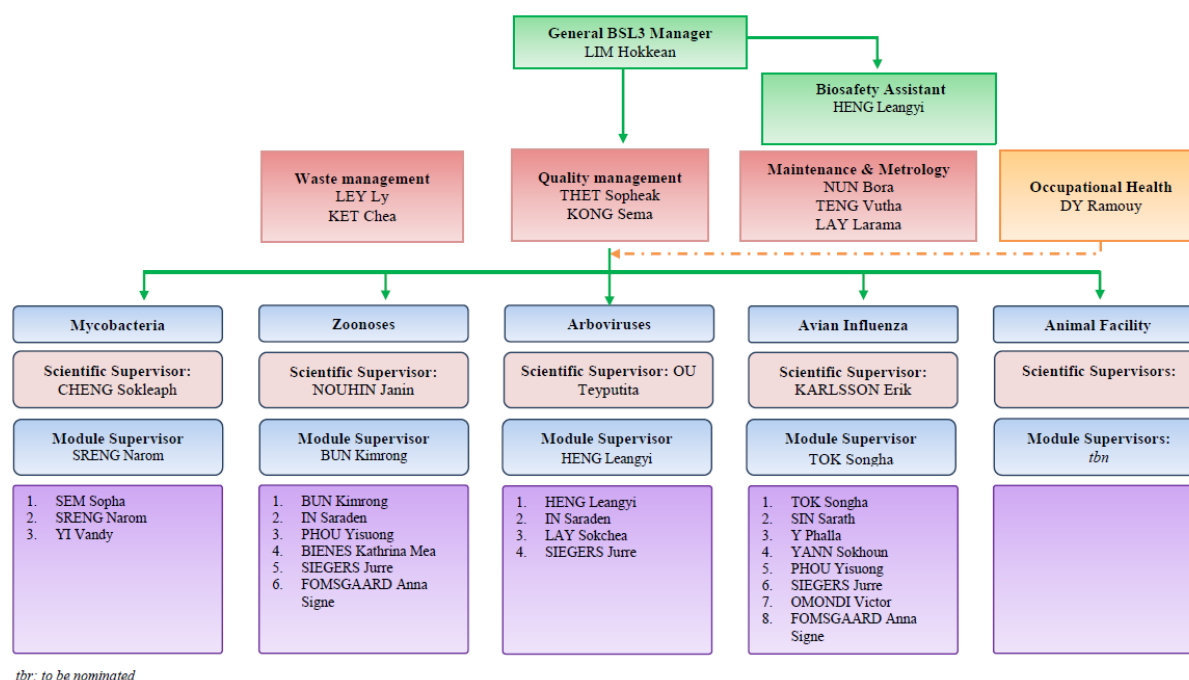 General BSL3 Manager
LIM Hokkean
Biosafety Assistant
HENG Leangyi
Waste management
LEY Ly
KET Chea
Quality management
THET Sopheak
KONG Sema
Maintenance & Metrology
NUN Bora
TENG Vutha
LAY Larama
Occupational Health
DY Ramouy
Mycobacteria
Scientific Supervisor:
CHENG Sokleaph
Module Supervisor
SRENG Narom
1. SEM Sopha
2. SRENG Narom
3. YI Vandy
Zoonoses
Scientific Supervisor:
NOUHIN Janin
Module Supervisor
BUN Kimrong
1. BUN Kimrong
2. IN Saraden
3. PHOU Yisuong
4. BIENES Kathrina Mea
5. SIEGERS Jurre
6. FOMSGAARD Anna
Signe
Arboviruses
Scientific Supervisor: OU
Teyputita
Module Supervisor
HENG Leangyi
1. HENG Leangyi
2. IN Saraden
3. LAY Sokchea
4. SIEGERS Jurre
Avian Influenza
Scientific Supervisor:
KARLSSON Erik
Module Supervisor
TOK Songha
1. TOK Songha
2. SIN Sarath
3. Y Phalla
4. YANN Sokhoun
5. PHOU Yisuong
6. SIEGERS Jurre
7. OMONDI Victor
8. FOMSGAARD Anna
Signe
Animal Facility
Scientific Supervisors:
Module Supervisors:
tbn
tbr: to be nominated